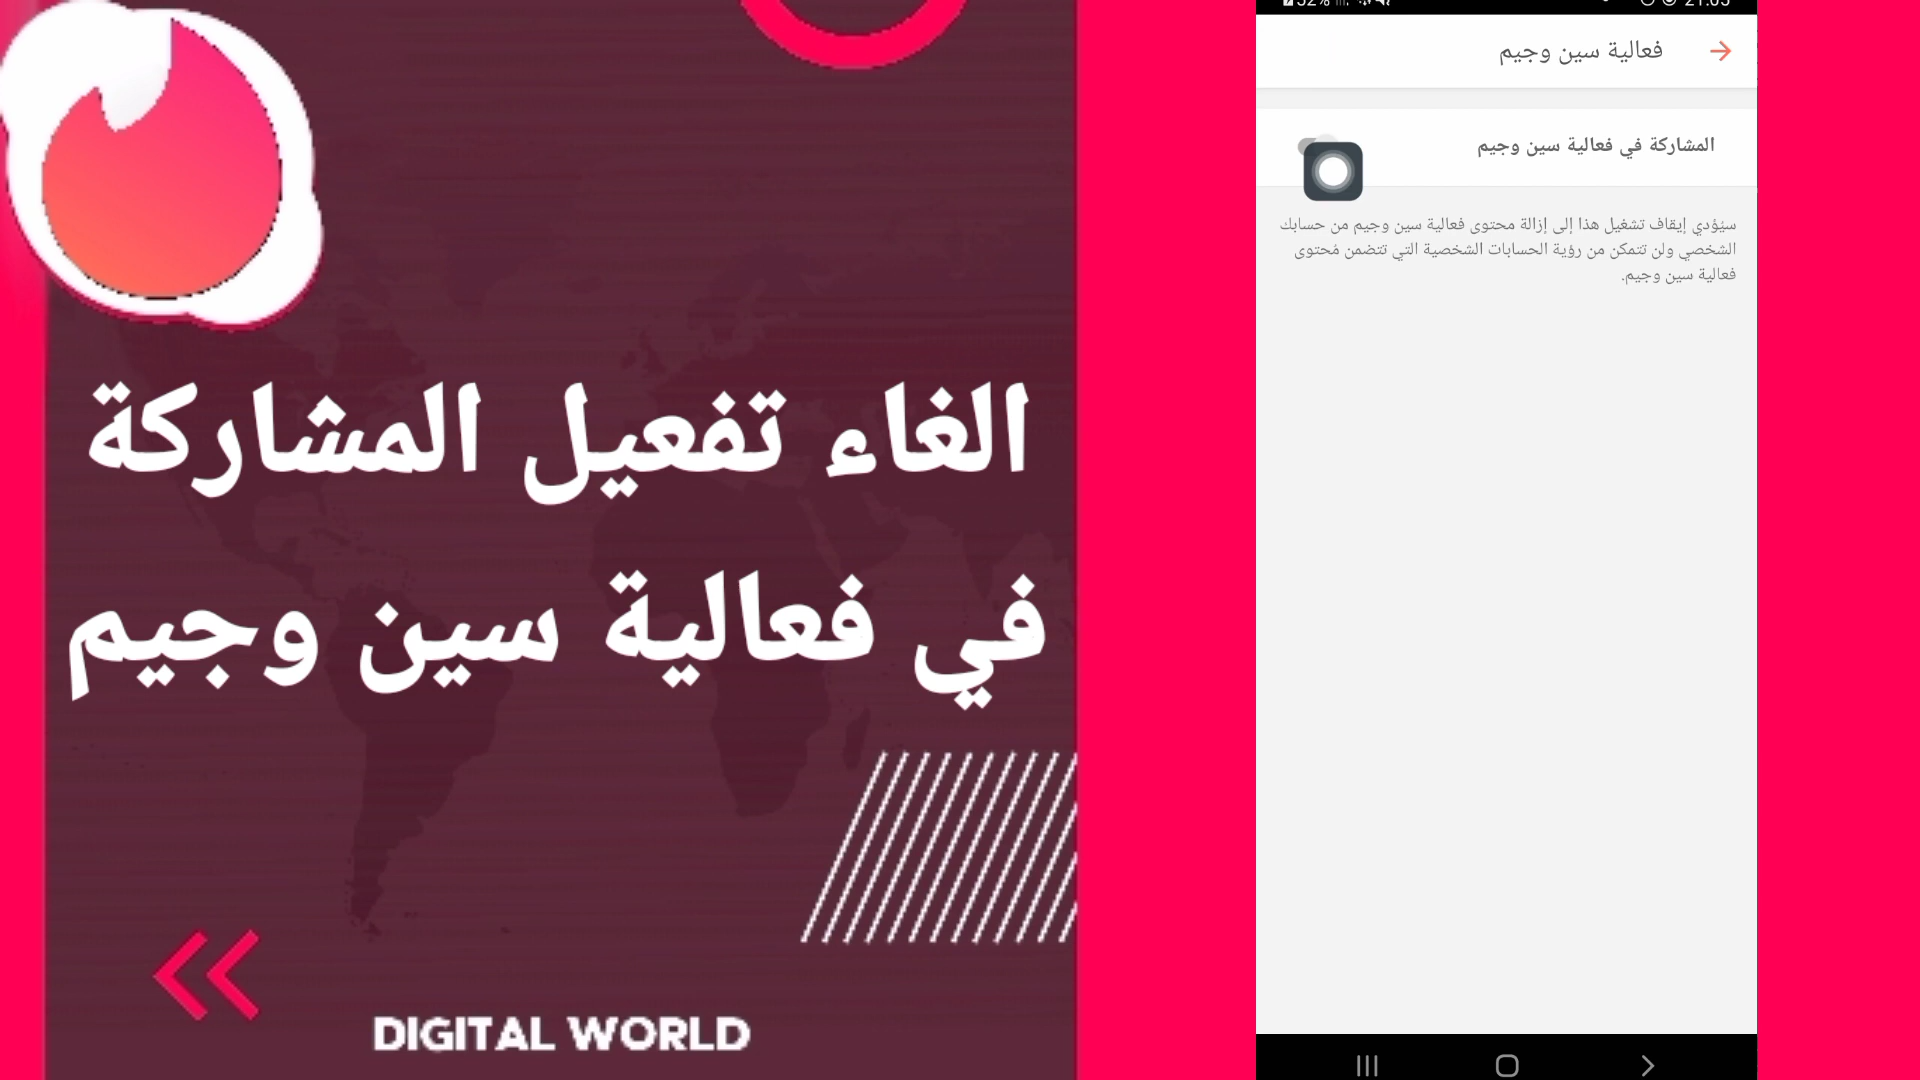 الغاء تفعيل المشاركة
في فعالية سين وجيم
DIGITAL WORLD
فعالية سين وجيم
المشاركة في فعالية سين وجيم
سيُؤدي إيقاف تشغيل هذا إلى إزالة محتوى فعالية سين وجيم من حسابك
الشخصي ولن تتمكن من رؤية الحسابات الشخصية التي تتضمن مُحتوى
فعالية سين وجيم.